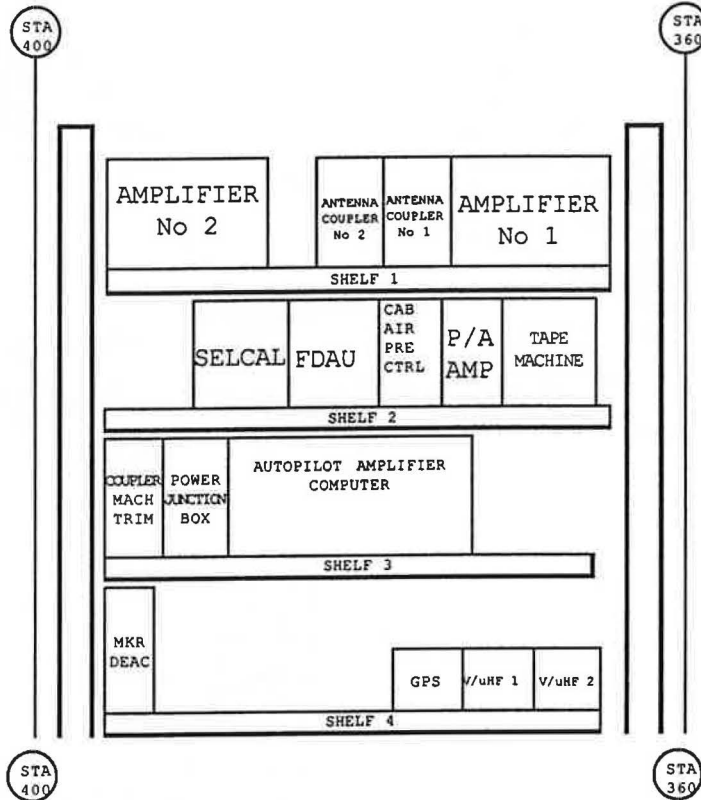 STA
400
STA
360
AMPLIFIER
No 2
ANTENNA
COUPLER
No 2
ANTENNA
COUPLER
No 1
AMPLIFIER
No 1
SHELF 1
SELCAL
FDAU
CAB
AIR
PRE
CTRL
P/A
AMP
TAPE
MACHINE
SHELF 2
COUPLER
MACH
TRIM
POWER
JUNCTION
BOX
AUTOPILOT AMPLIFIER
COMPUTER
SHELF 3
MKR
DEAC
GPS
V/uHF 1
V/uHF 2
SHELF 4
STA
400
STA
360